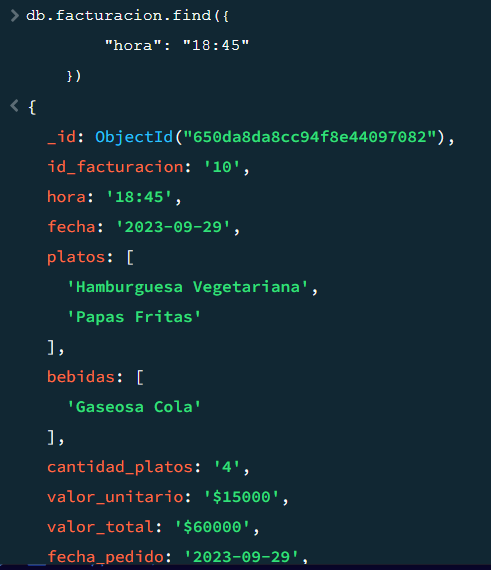 > db.facturacion.find({
"hora": "18:45"
})
< {
_id: ObjectId("650da8da8cc94f8e44097082"),
id_facturacion: '10',
hora: '18:45',
fecha: '2023-09-29',
platos: [
'Hamburguesa Vegetariana',
'Papas Fritas'
],
bebidas: [
'Gaseosa Cola'
],
cantidad_platos: '4',
valor_unitario: '$15000',
valor_total: '$60000',
fecha_pedido: '2023-09-29',